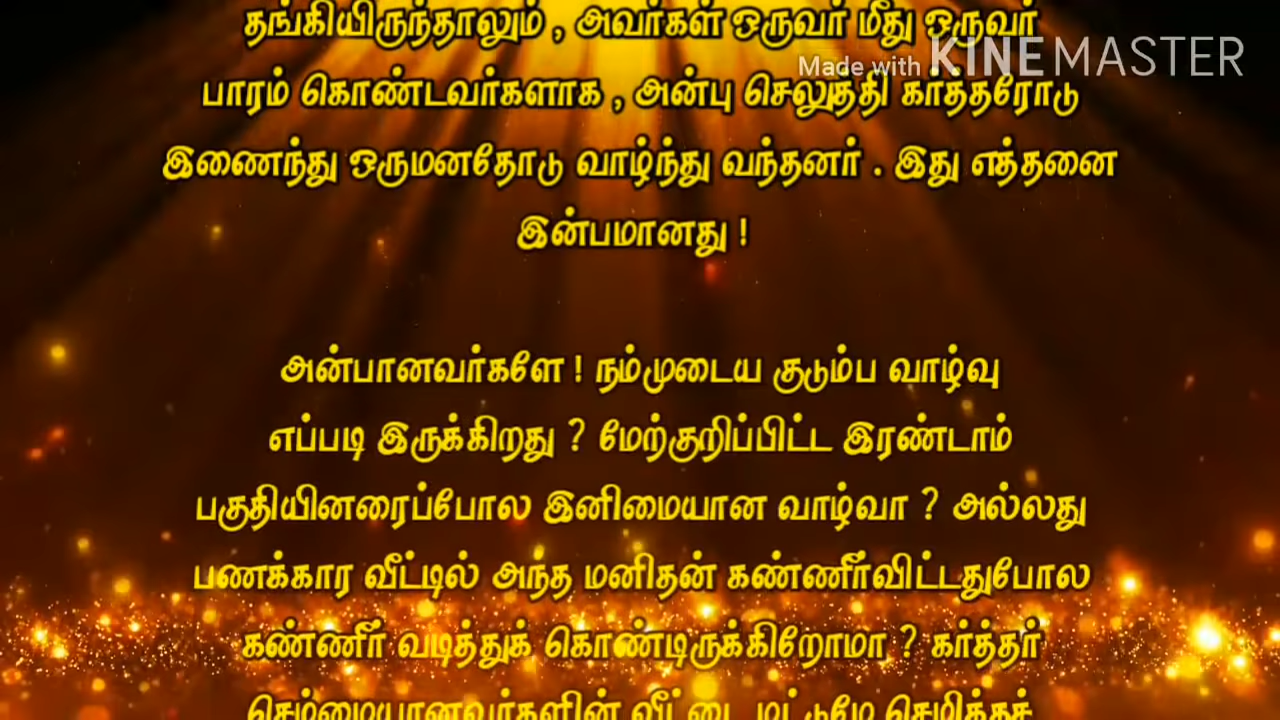 தங்கியிருந்தாலும் , அவர்கள் ஒருவர் மீது ஒருவர்
Made with KINEMASTER
பாரம் கொண்டவர்களாக , அன்பு செலுத்தி கர்த்தரோடு
இணைந்து ஒருமனதோடு வாழ்ந்து வந்தனர் . இது எத்தனை
இன்பமானது !
அன்பானவர்களே ! நம்முடைய குடும்ப வாழ்வு
எப்படி இருக்கிறது ? மேற்குறிப்பிட்ட இரண்டாம்
பகுதியினரைப்போல இனிமையான வாழ்வா ? அல்லது
பணக்கார வீட்டில் அந்த மனிதன் கண்ணீர்விட்டதுபோல
கண்ணீர் வடித்துக் கொண்டிருக்கிறோமா ? கர்த்தர்
செம்மையானவர்களின் வீட்டை மட்டுமே செழிக்கச்